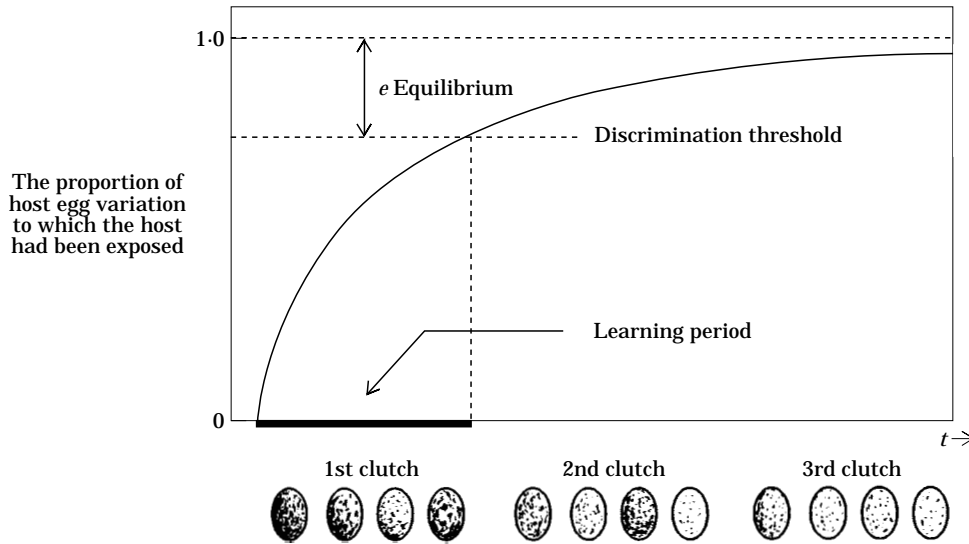 1·0
e Equilibrium
Discrimination threshold
The proportion of
host egg variation
to which the host
had been exposed
Learning period
0
t
1st clutch 2nd clutch 3rd clutch